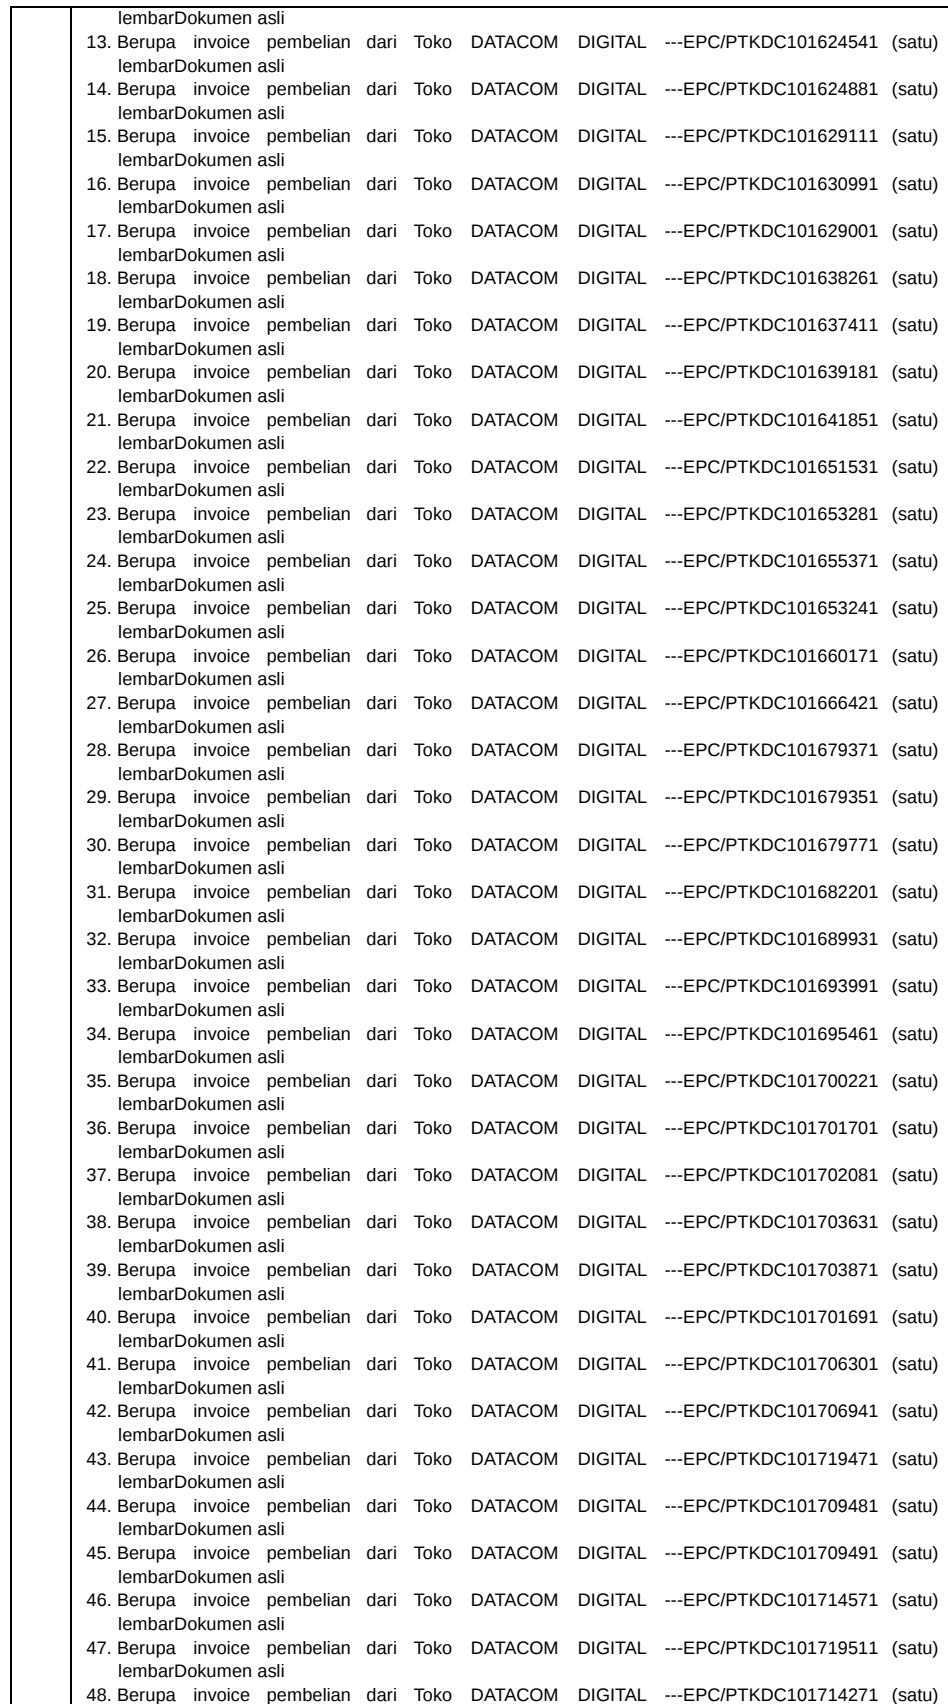 lembarDokumen asli
13. Berupa invoice pembelian dari Toko DATACOM DIGITAL ---EPC/PTKDC101624541 (satu)
lembarDokumen asli
14. Berupa invoice pembelian dari Toko DATACOM DIGITAL ---EPC/PTKDC101624881 (satu)
lembarDokumen asli
15. Berupa invoice pembelian dari Toko DATACOM DIGITAL ---EPC/PTKDC101629111 (satu)
lembarDokumen asli
16. Berupa invoice pembelian dari Toko DATACOM DIGITAL ---EPC/PTKDC101630991 (satu)
lembarDokumen asli
17. Berupa invoice pembelian dari Toko DATACOM DIGITAL ---EPC/PTKDC101629001 (satu)
lembarDokumen asli
18. Berupa invoice pembelian dari Toko DATACOM DIGITAL ---EPC/PTKDC101638261 (satu)
lembarDokumen asli
19. Berupa invoice pembelian dari Toko DATACOM DIGITAL ---EPC/PTKDC101637411 (satu)
lembarDokumen asli
20. Berupa invoice pembelian dari Toko DATACOM DIGITAL ---EPC/PTKDC101639181 (satu)
lembarDokumen asli
21. Berupa invoice pembelian dari Toko DATACOM DIGITAL ---EPC/PTKDC101641851 (satu)
lembarDokumen asli
22. Berupa invoice pembelian dari Toko DATACOM DIGITAL ---EPC/PTKDC101651531 (satu)
lembarDokumen asli
23. Berupa invoice pembelian dari Toko DATACOM DIGITAL ---EPC/PTKDC101653281 (satu)
lembarDokumen asli
24. Berupa invoice pembelian dari Toko DATACOM DIGITAL ---EPC/PTKDC101655371 (satu)
lembarDokumen asli
25. Berupa invoice pembelian dari Toko DATACOM DIGITAL ---EPC/PTKDC101653241 (satu)
lembarDokumen asli
26. Berupa invoice pembelian dari Toko DATACOM DIGITAL ---EPC/PTKDC101660171 (satu)
lembarDokumen asli
27. Berupa invoice pembelian dari Toko DATACOM DIGITAL ---EPC/PTKDC101666421 (satu)
lembarDokumen asli
28. Berupa invoice pembelian dari Toko DATACOM DIGITAL ---EPC/PTKDC101679371 (satu)
lembarDokumen asli
29. Berupa invoice pembelian dari Toko DATACOM DIGITAL ---EPC/PTKDC101679351 (satu)
lembarDokumen asli
30. Berupa invoice pembelian dari Toko DATACOM DIGITAL ---EPC/PTKDC101679771 (satu)
lembarDokumen asli
31. Berupa invoice pembelian dari Toko DATACOM DIGITAL ---EPC/PTKDC101682201 (satu)
lembarDokumen asli
32. Berupa invoice pembelian dari Toko DATACOM DIGITAL ---EPC/PTKDC101689931 (satu)
lembarDokumen asli
33. Berupa invoice pembelian dari Toko DATACOM DIGITAL ---EPC/PTKDC101693991 (satu)
lembarDokumen asli
34. Berupa invoice pembelian dari Toko DATACOM DIGITAL ---EPC/PTKDC101695461 (satu)
lembarDokumen asli
35. Berupa invoice pembelian dari Toko DATACOM DIGITAL ---EPC/PTKDC101700221 (satu)
lembarDokumen asli
36. Berupa invoice pembelian dari Toko DATACOM DIGITAL ---EPC/PTKDC101701701 (satu)
lembarDokumen asli
37. Berupa invoice pembelian dari Toko DATACOM DIGITAL ---EPC/PTKDC101702081 (satu)
lembarDokumen asli
38. Berupa invoice pembelian dari Toko DATACOM DIGITAL ---EPC/PTKDC101703631 (satu)
lembarDokumen asli
39. Berupa invoice pembelian dari Toko DATACOM DIGITAL ---EPC/PTKDC101703871 (satu)
lembarDokumen asli
40. Berupa invoice pembelian dari Toko DATACOM DIGITAL ---EPC/PTKDC101701691 (satu)
lembarDokumen asli
41. Berupa invoice pembelian dari Toko DATACOM DIGITAL ---EPC/PTKDC101706301 (satu)
lembarDokumen asli
42. Berupa invoice pembelian dari Toko DATACOM DIGITAL ---EPC/PTKDC101706941 (satu)
lembarDokumen asli
43. Berupa invoice pembelian dari Toko DATACOM DIGITAL ---EPC/PTKDC101719471 (satu)
lembarDokumen asli
44. Berupa invoice pembelian dari Toko DATACOM DIGITAL ---EPC/PTKDC101709481 (satu)
lembarDokumen asli
45. Berupa invoice pembelian dari Toko DATACOM DIGITAL ---EPC/PTKDC101709491 (satu)
lembarDokumen asli
46. Berupa invoice pembelian dari Toko DATACOM DIGITAL ---EPC/PTKDC101714571 (satu)
lembarDokumen asli
47. Berupa invoice pembelian dari Toko DATACOM DIGITAL ---EPC/PTKDC101719511 (satu)
lembarDokumen asli
48. Berupa invoice pembelian dari Toko DATACOM DIGITAL ---EPC/PTKDC101714271 (satu)